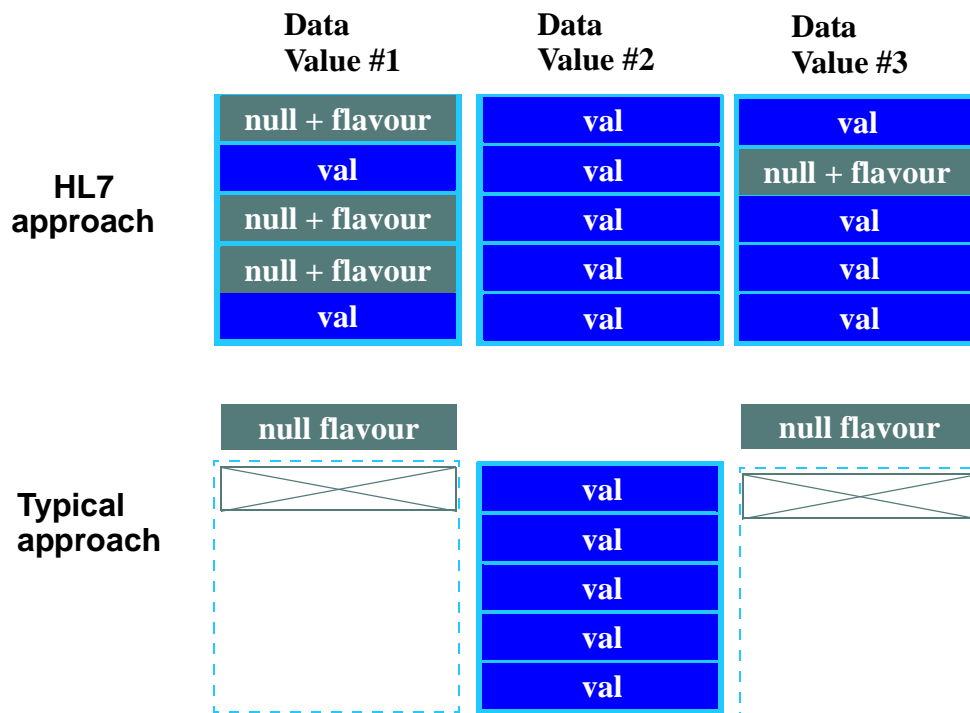 Data
Value #1
Data
Value #2
Data
Value #3
HL7
approach
null + flavour
val
val
val
val
null + flavour
null + flavour
val
val
null + flavour
val
val
val
val
val
null flavour
null flavour
Typical
approach
val
val
val
val
val